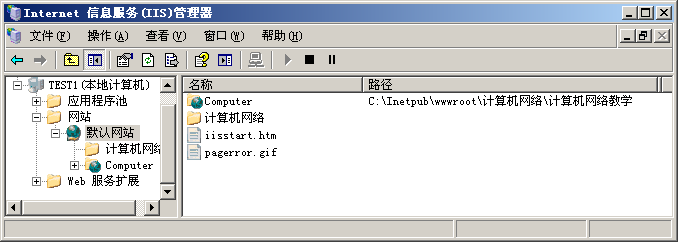 Internet 信息服务(IIS)管理器
文件(F) 操作(A) 查看(V) 窗口(W) 帮助(H)
TEST1(本地计算机)
应用程序池
网站
默认网站
计算机网络
Computer
Web 服务扩展
名称 路径
Computer C:\Inetpub\wwwroot\计算机网络\计算机网络教学
计算机网络
iisstart.htm
pagerror.gif